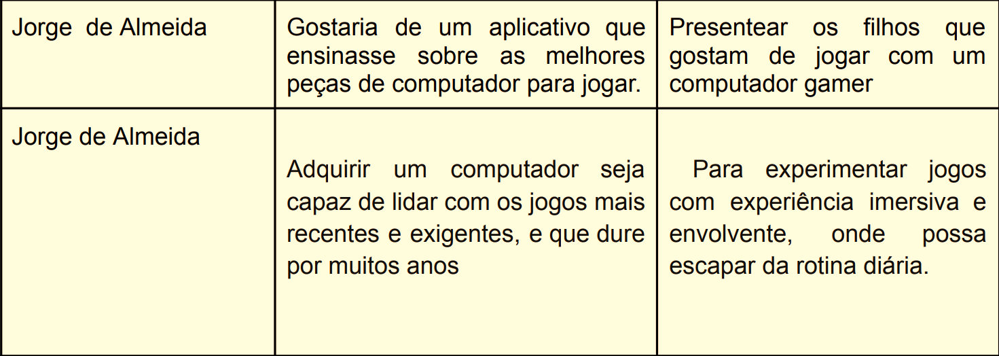 Jorge de Almeida
Gostaria de um aplicativo que
ensinasse sobre as melhores
peças de computador para jogar.
Presentear os filhos que
gostam de jogar com um
computador gamer
Jorge de Almeida
Adquirir um computador seja
capaz de lidar com os jogos mais
recentes e exigentes, e que dure
por muitos anos
Para experimentar jogos
com experiência imersiva e
envolvente, onde possa
escapar da rotina diária.